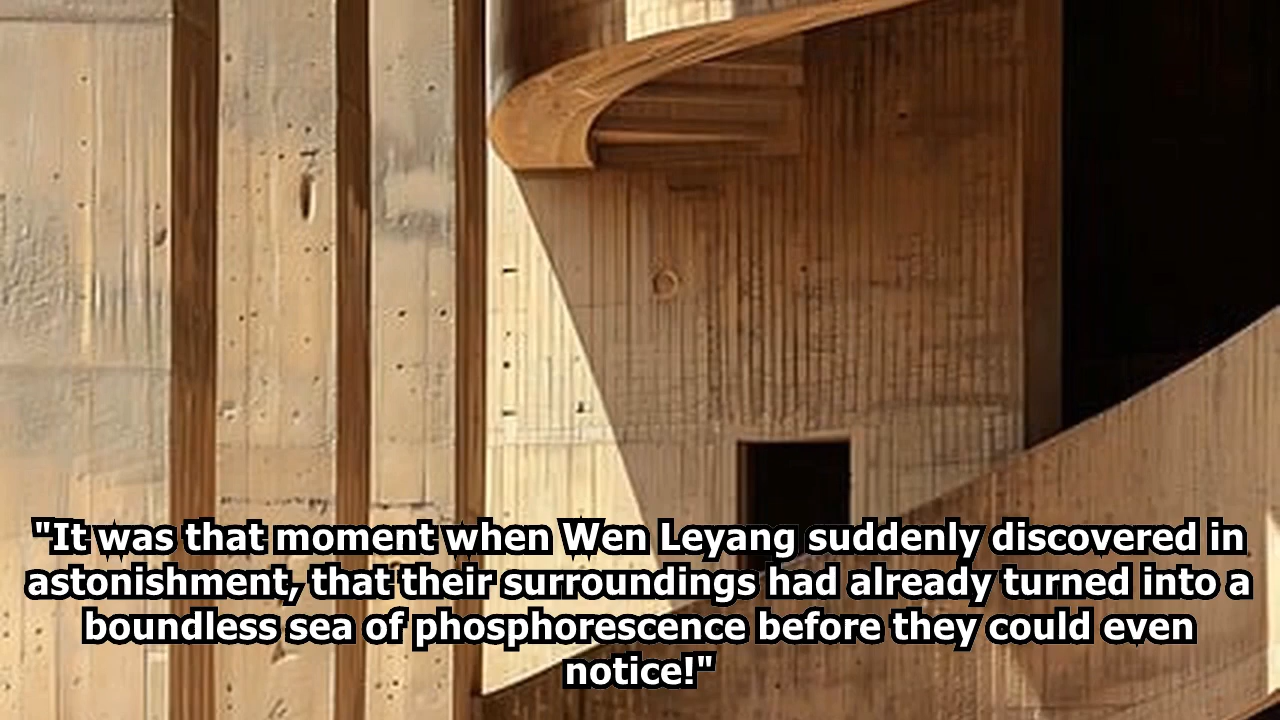 "It was that moment when Wen Leyang suddenly discovered in
astonishment, that their surroundings had already turned into a
boundless sea of phosphorescence before they could even
notice!"